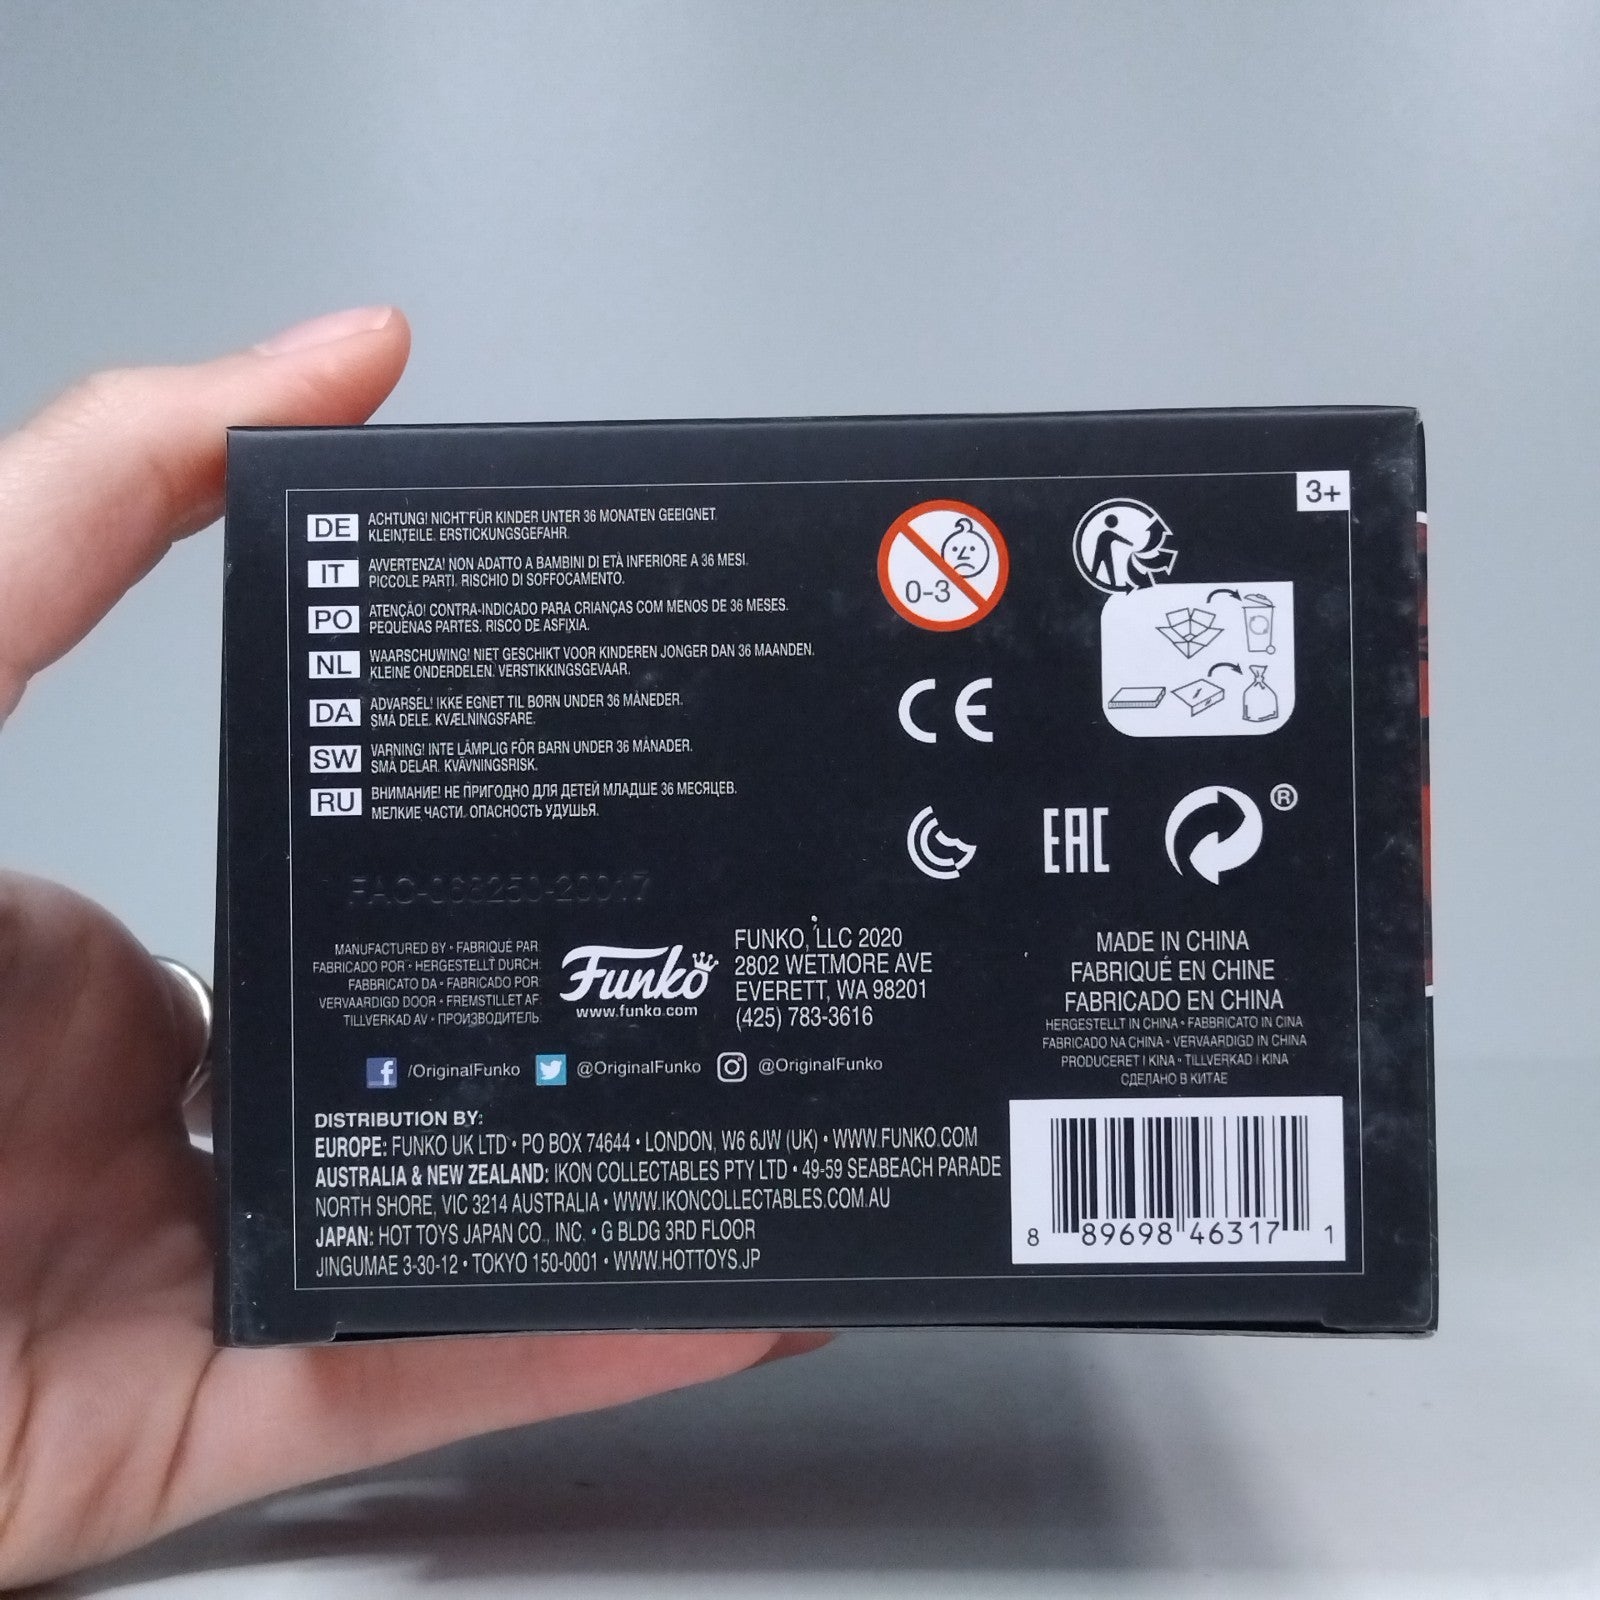 3+
DE ACHTUNG! NICHT FÜR KINDER UNTER 36 MONATEN GEEIGNET.
KLEINTEILE. ERSTICKUNGSGEFAHR.
IT AVVERTENZA! NON ADATTO A BAMBINI DI ETÀ INFERIORE A 36 MESI.
PICCOLE PARTI. RISCHIO DI SOFFOCAMENTO.
PO ATENÇÃO! CONTRA-INDICADO PARA CRIANÇAS COM MENOS DE 36 MESES.
PEQUENAS PARTES. RISCO DE ASFIXIA.
NL WAARSCHUWING! NIET GESCHIKT VOOR KINDEREN JONGER DAN 36 MAANDEN.
KLEINE ONDERDELEN. VERSTIKKINGSGEVAAR.
DA ADVARSEL! IKKE EGNET TIL BØRN UNDER 36 MÅNEDER.
SMÅ DELE. KVÆLNINGSFARE.
SW VARNING! INTE LÄMPLIG FÖR BARN UNDER 36 MÅNADER.
SMÅ DELAR. KVÄVNINGSRISK.
RU ВНИМАНИЕ! НЕ ПРИГОДНО ДЛЯ ДЕТЕЙ МЛАДШЕ 36 МЕСЯЦЕВ.
МЕЛКИЕ ЧАСТИ. ОПАСНОСТЬ УДУШЬЯ.
0-3
CE
EAC
®
FAC-068250-20017
MANUFACTURED BY • FABRIQUÉ PAR
FABRICADO POR • HERGESTELLT DURCH:
FABBRICATO DA • FABRICADO POR:
VERVAARDIGD DOOR • FREMSTILLET AF:
TILLVERKAD AV • ПРОИЗВОДИТЕЛЬ:
Funko
www.funko.com
FUNKO, LLC 2020
2802 WETMORE AVE
EVERETT, WA 98201
(425) 783-3616
MADE IN CHINA
FABRIQUÉ EN CHINE
FABRICADO EN CHINA
HERGESTELLT IN CHINA • FABBRICATO IN CINA
FABRICADO NA CHINA • VERVAARDIGD IN CHINA
PRODUCERET I KINA • TILLVERKAD I KINA
СДЕЛАНО В КИТАЕ
f /OriginalFunko @OriginalFunko @OriginalFunko
DISTRIBUTION BY:
EUROPE: FUNKO UK LTD • PO BOX 74644 • LONDON, W6 6JW (UK) • WWW.FUNKO.COM
AUSTRALIA & NEW ZEALAND: IKON COLLECTABLES PTY LTD • 49-59 SEABEACH PARADE
NORTH SHORE, VIC 3214 AUSTRALIA • WWW.IKONCOLLECTABLES.COM.AU
JAPAN: HOT TOYS JAPAN CO., INC. • G BLDG 3RD FLOOR
JINGUMAE 3-30-12 • TOKYO 150-0001 • WWW.HOTTOYS.JP
8 89698 46317 1